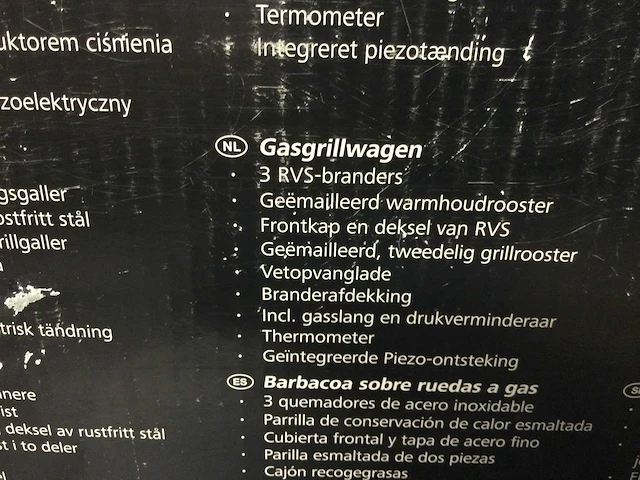 Termometer
Integreret piezotænding
uktorem ciśnienia
zoelektryczny
NL Gasgrillwagen
3 RVS-branders
Geëmailleerd warmhoudrooster
Frontkap en deksel van RVS
Geëmailleerd, tweedelig grillrooster
Vetopvanglade
Branderafdekking
Incl. gasslang en drukverminderaar
Thermometer
Geïntegreerde Piezo-ontsteking
ES Barbacoa sobre ruedas a gas
3 quemadores de acero inoxidable
Parrilla de conservación de calor esmaltada
Cubierta frontal y tapa de acero fino
Parilla esmaltada de dos piezas
Cajón recogegrasas
gsgaller
ostfritt stål
rillgaller
trisk tändning
nnere
ist
deksel av rustfritt stål
st i to deler